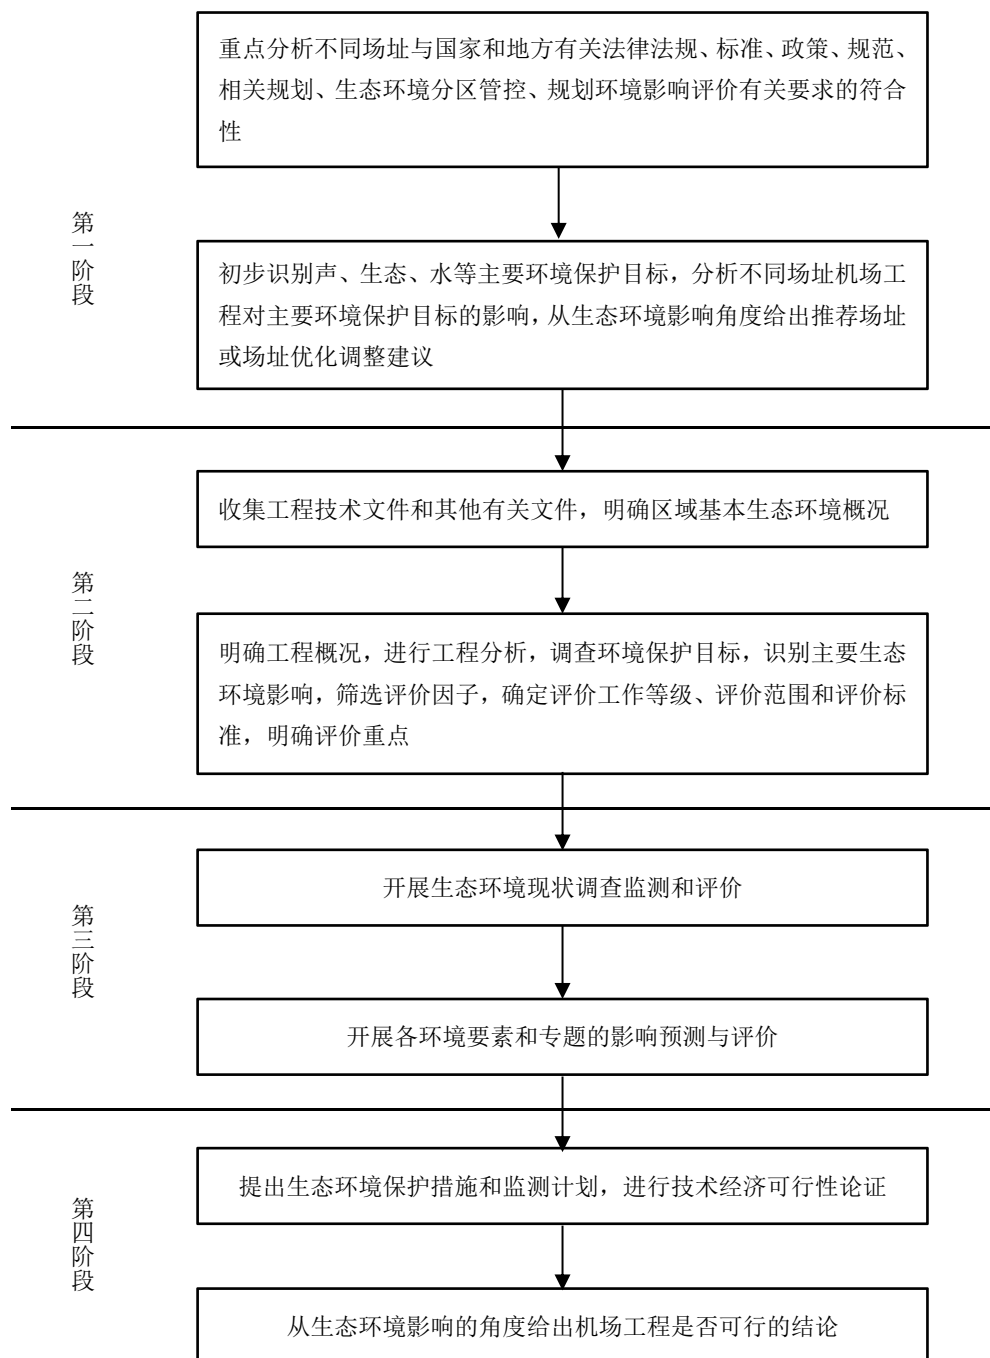 重点分析不同场址与国家和地方有关法律法规、标准、政策、规范、
相关规划、生态环境分区管控、规划环境影响评价有关要求的符合
性
第一阶段
初步识别声、生态、水等主要环境保护目标，分析不同场址机场工
程对主要环境保护目标的影响，从生态环境影响角度给出推荐场址
或场址优化调整建议
收集工程技术文件和其他有关文件，明确区域基本生态环境概况
第二阶段
明确工程概况，进行工程分析，调查环境保护目标，识别主要生态
环境影响，筛选评价因子，确定评价工作等级、评价范围和评价标
准，明确评价重点
开展生态环境现状调查监测和评价
第三阶段
开展各环境要素和专题的影响预测与评价
提出生态环境保护措施和监测计划，进行技术经济可行性论证
第四阶段
从生态环境影响的角度给出机场工程是否可行的结论